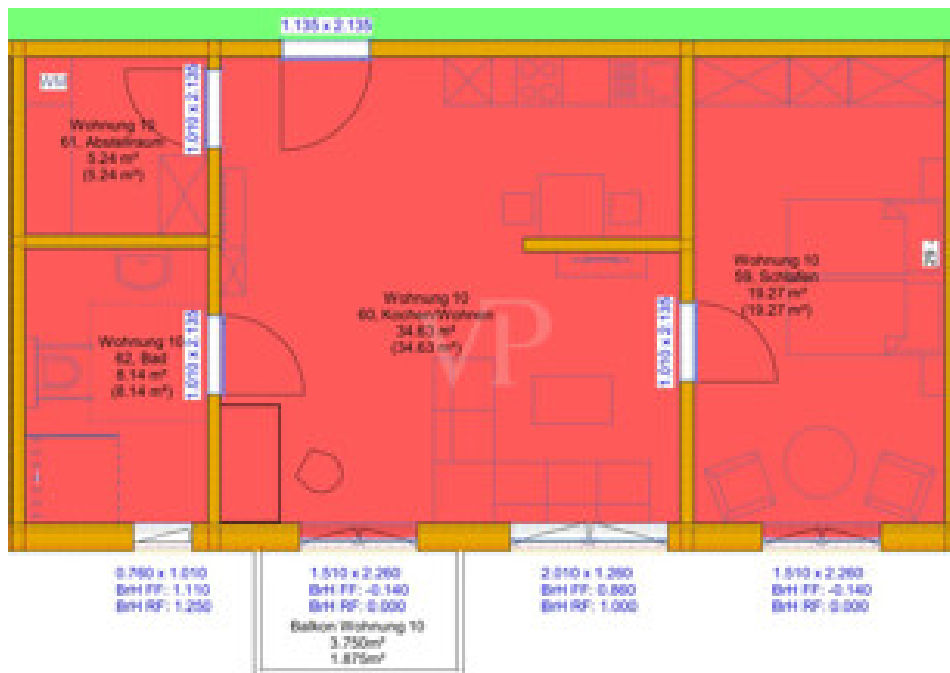 1.135 x 2.135
WM
1.010 x 2.135
Wohnung 10
61. Abstellraum
5.24 m²
(5.24 m²)
Wohnung 10
60. Kochen/Wohnen
34.63 m²
(34.63 m²)
VP
Wohnung 10
59. Schlafen
19.27 m²
(19.27 m²)
1.010 x 2.135
Wohnung 10
62. Bad
8.14 m²
(8.14 m²)
1.010 x 2.135
0.760 x 1.010
BrH FF: 1.110
BrH RF: 1.250
1.510 x 2.260
BrH FF: -0.140
BrH RF: 0.000
2.010 x 1.260
BrH FF: 0.860
BrH RF: 1.000
1.510 x 2.260
BrH FF: -0.140
BrH RF: 0.000
Balkon Wohnung 10
3.750m²
1.875m²